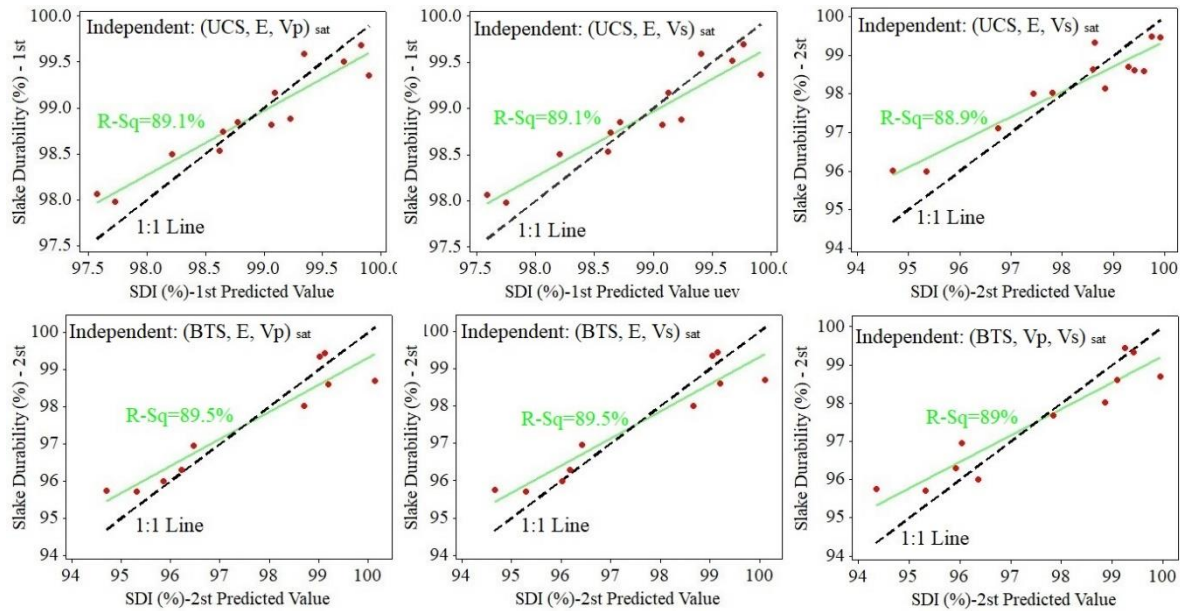 Independent: (UCS, E, Vp) sat
Slake Durability (%) - 1st
100.0
99.5
99.0
98.5
98.0
97.5
R-Sq=89.1%
1:1 Line
97.5 98.0 98.5 99.0 99.5 100.0
SDI (%)-1st Predicted Value
Independent: (UCS, E, Vs) sat
Slake Durability (%) - 1st
100.0
99.5
99.0
98.5
98.0
97.5
R-Sq=89.1%
1:1 Line
97.5 98.0 98.5 99.0 99.5 100.0
SDI (%)-1st Predicted Value uev
Independent: (UCS, E, Vs) sat
Slake Durability (%) - 2st
100
99
98
97
96
95
94
R-Sq=88.9%
1:1 Line
94 95 96 97 98 99 100
SDI (%)-2st Predicted Value
Independent: (BTS, E, Vp) sat
Slake Durability (%) - 2st
100
99
98
97
96
95
94
R-Sq=89.5%
1:1 Line
94 95 96 97 98 99 100
SDI (%)-2st Predicted Value
Independent: (BTS, E, Vs) sat
Slake Durability (%) - 2st
100
99
98
97
96
95
94
R-Sq=89.5%
1:1 Line
94 95 96 97 98 99 100
SDI (%)-2st Predicted Value
Independent: (BTS, Vp, Vs) sat
Slake Durability (%) - 2st
100
99
98
97
96
95
94
R-Sq=89%
1:1 Line
94 95 96 97 98 99 100
SDI (%)-2st Predicted Value